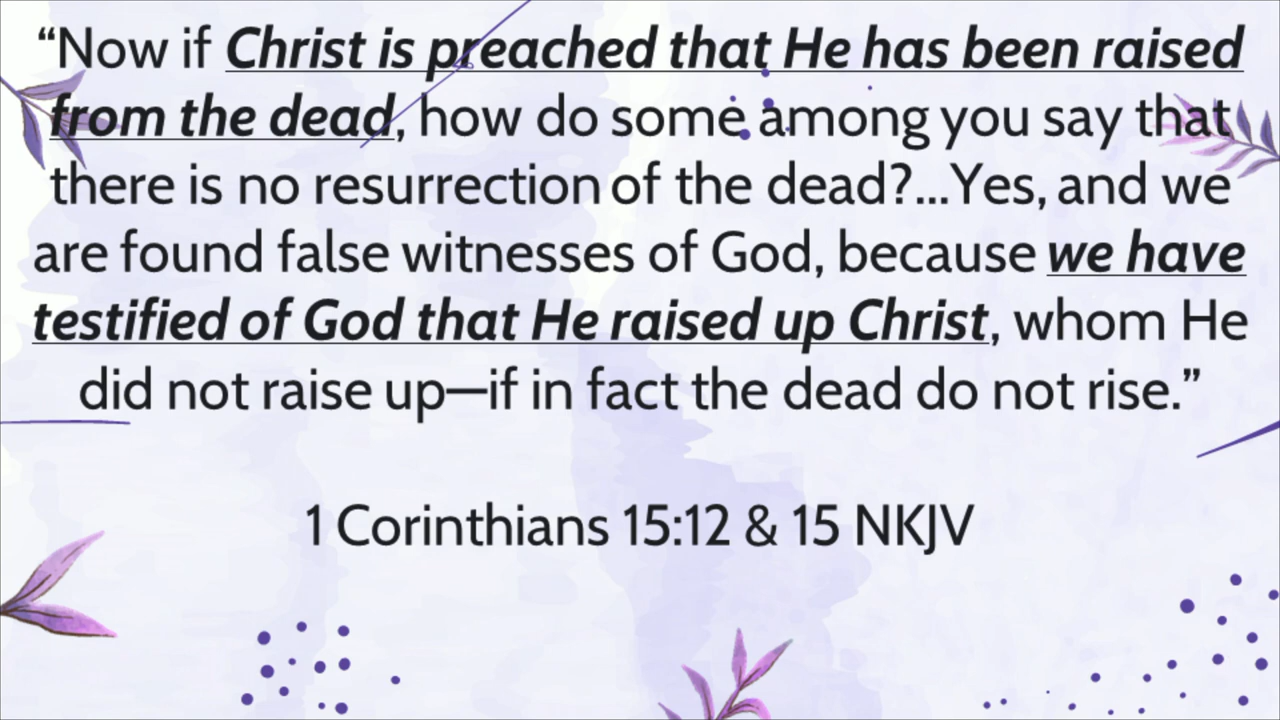 “Now if Christ is preached that He has been raised
from the dead, how do some among you say that
there is no resurrection of the dead?...Yes, and we
are found false witnesses of God, because we have
testified of God that He raised up Christ, whom He
did not raise up—if in fact the dead do not rise.”
1 Corinthians 15:12 & 15 NKJV